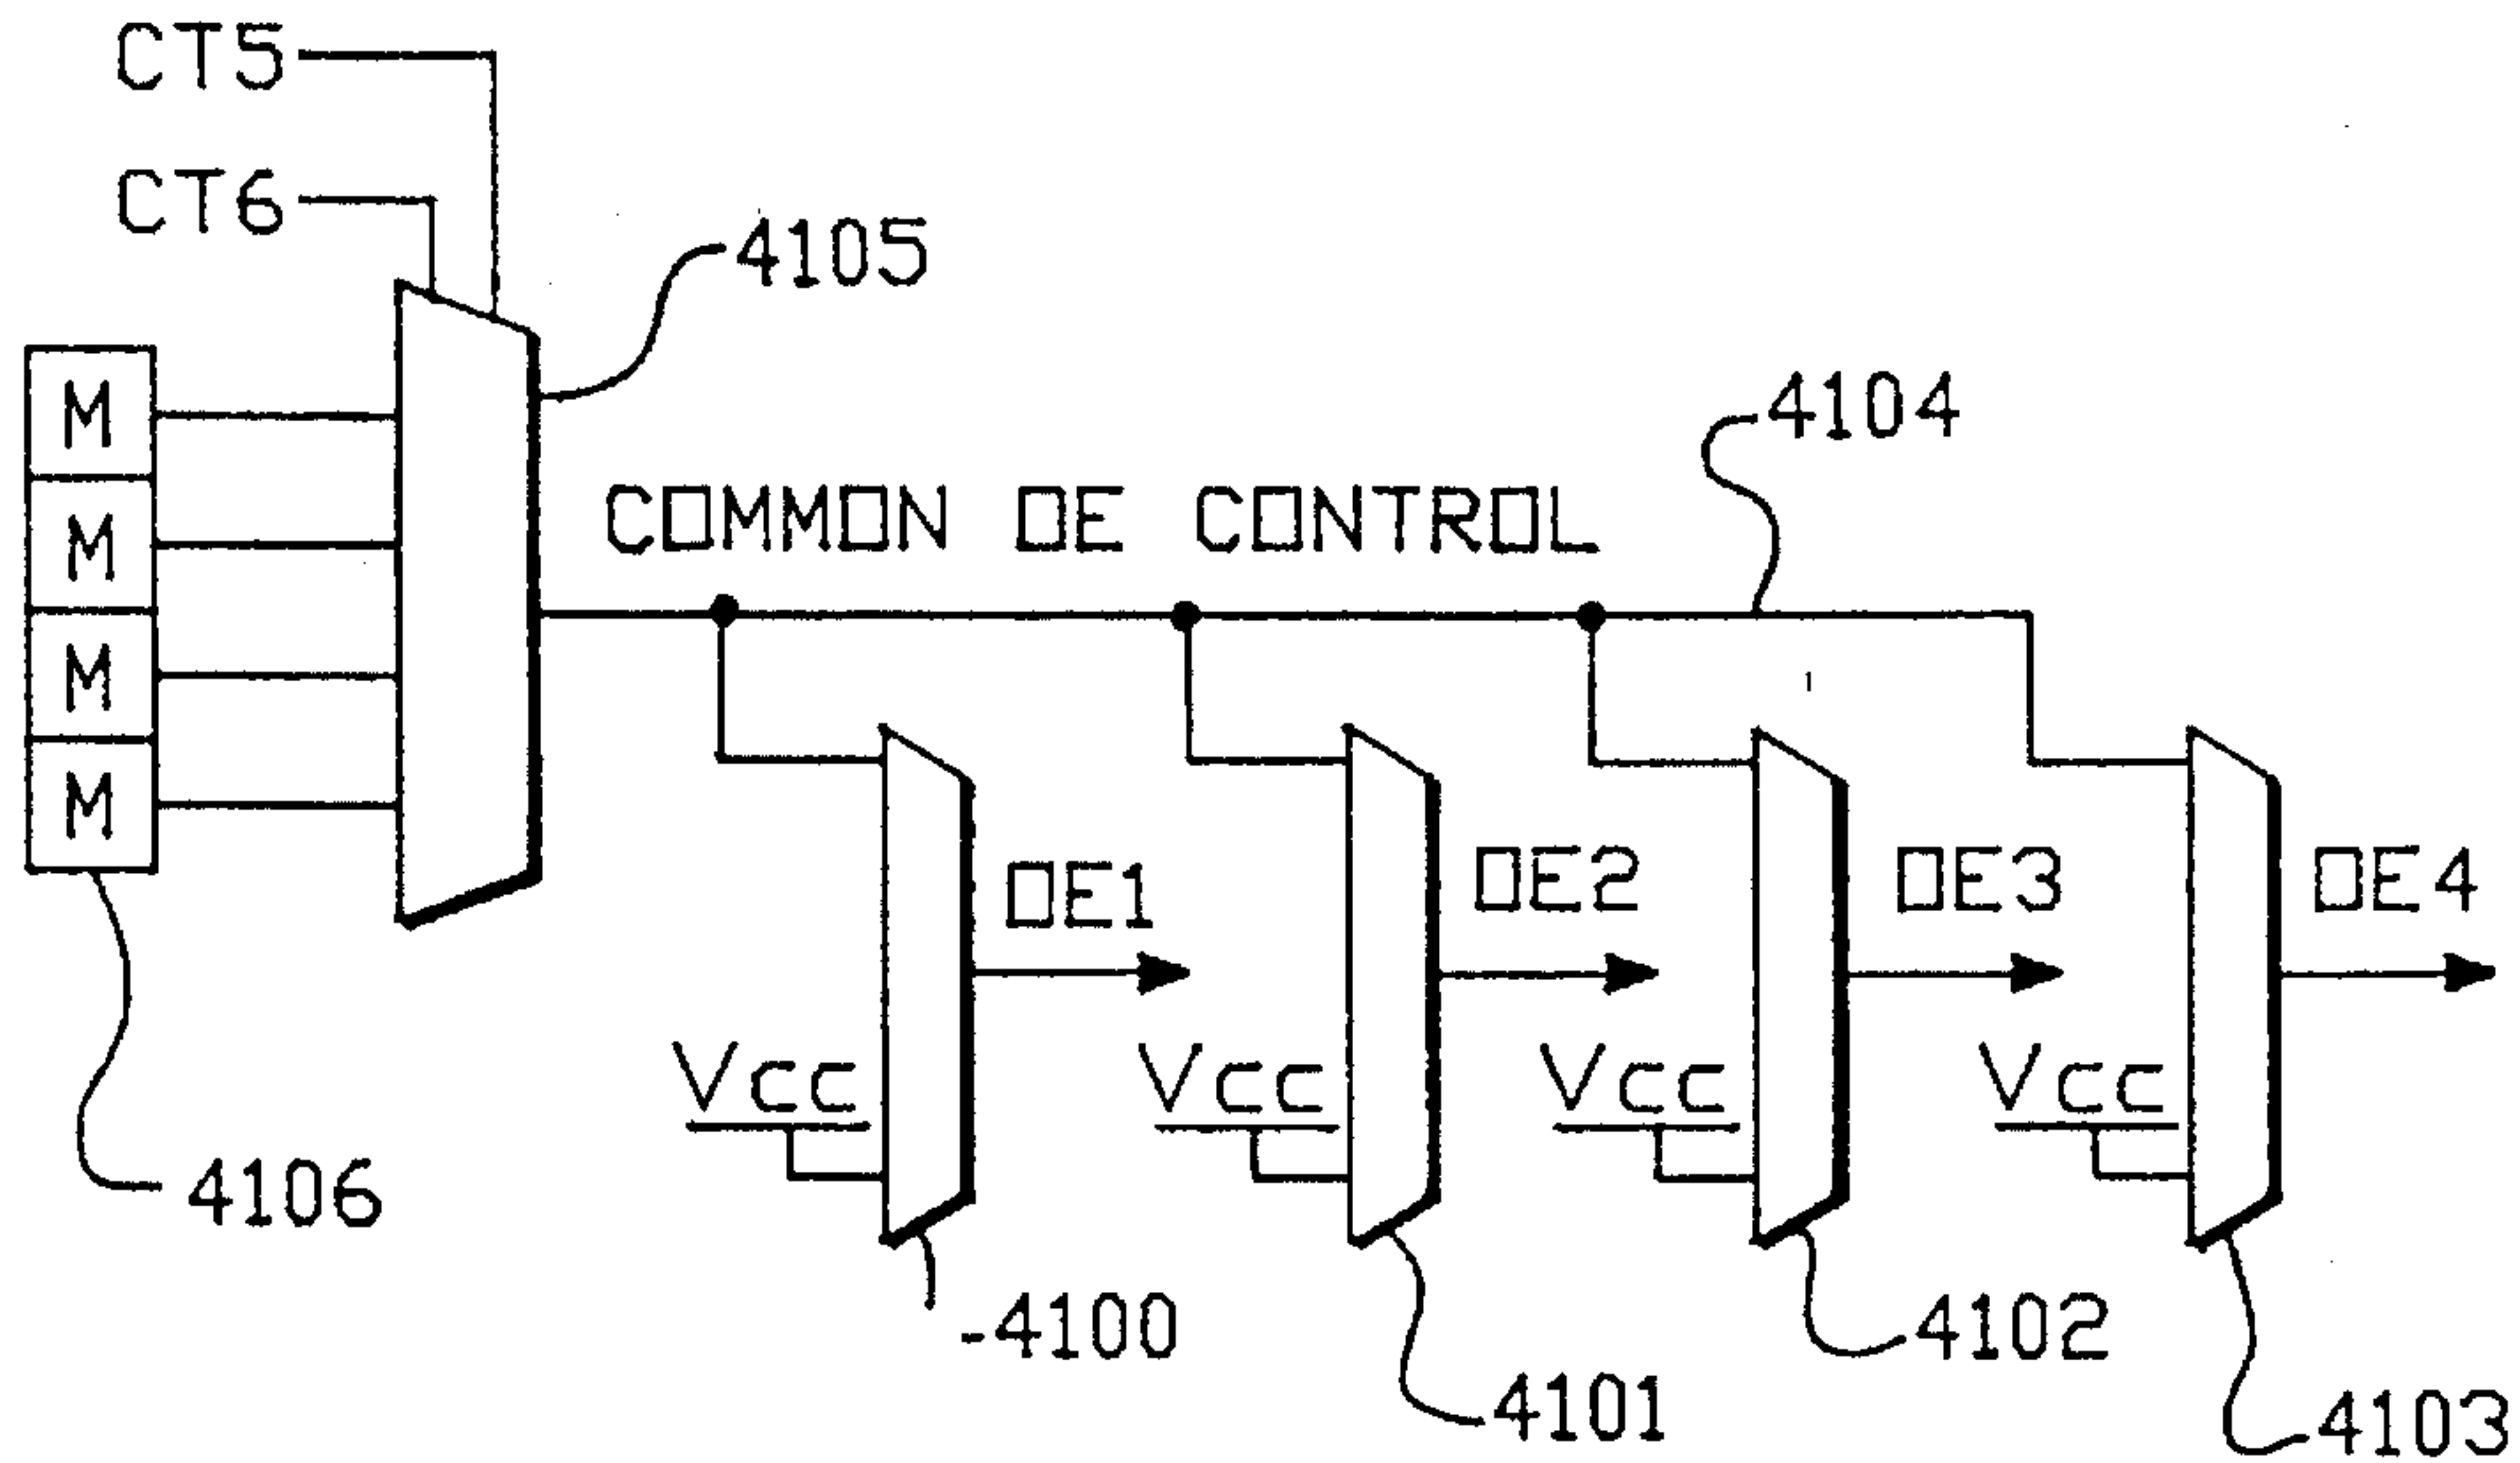 CT5
CT6
4105
4104
M
M
M
M
COMMON OE CONTROL
OE1
OE2
OE3
OE4
Vcc
Vcc
Vcc
Vcc
4106
4100
4101
4102
4103